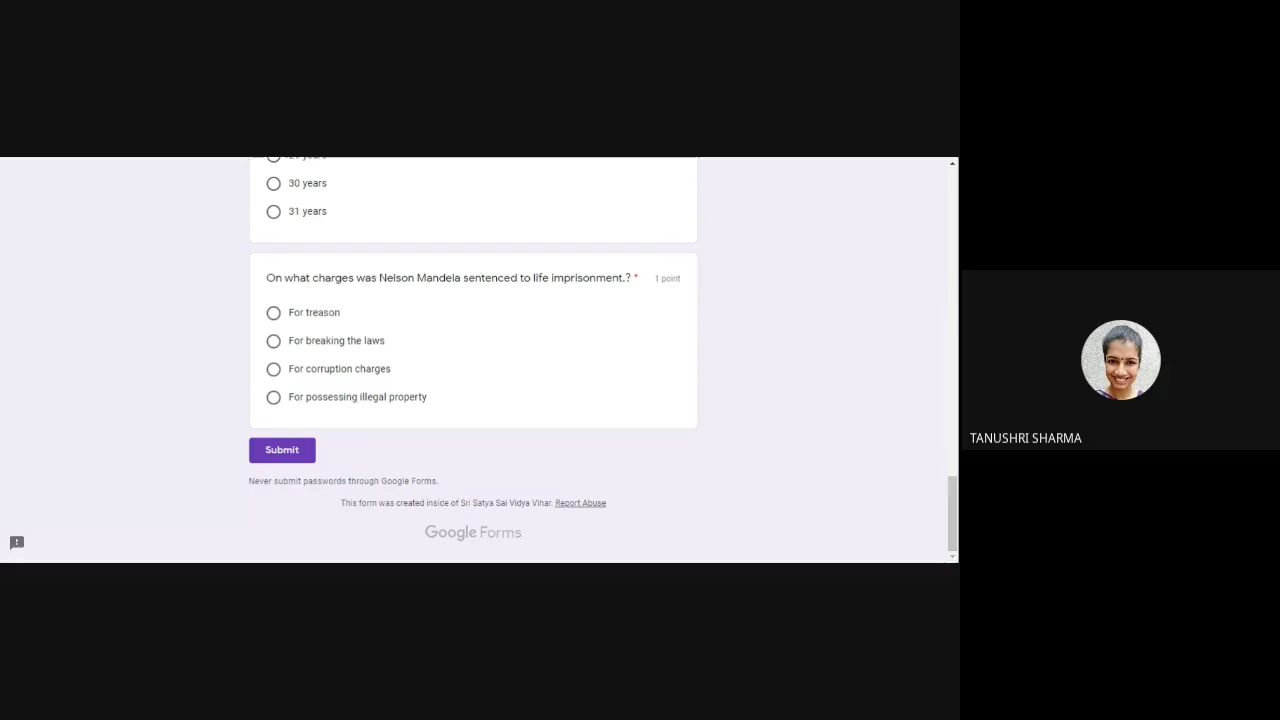 30 years
31 years
On what charges was Nelson Mandela sentenced to life imprisonment.? * 1 point
For treason
For breaking the laws
For corruption charges
For possessing illegal property
Submit
Never submit passwords through Google Forms.
This form was created inside of Sri Satya Sai Vidya Vihar. Report Abuse
Google Forms
TANUSHRI SHARMA